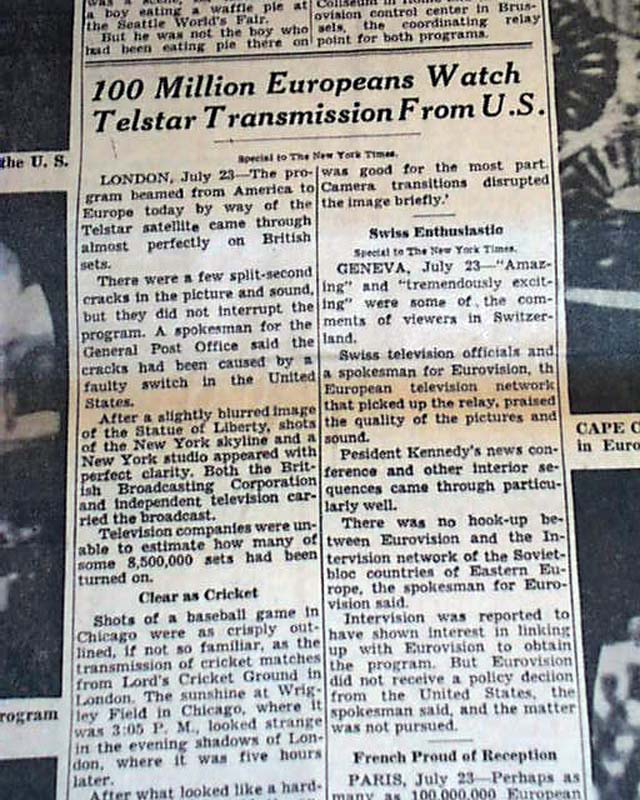 was a scene,
a boy eating a waffle pie at
the Seattle World's Fair.
But he was not the boy who
had been eating pie there on
Coliseum in
ovision control center in Brus-
sels, the coordinating relay
point for both programs.
100 Million Europeans Watch
Telstar Transmission From U.S.
Special to The New York Times.
LONDON, July 23—The pro-
gram beamed from America to
Europe today by way of the
Telstar satellite came through
almost perfectly on British
sets.
There were a few split-second
cracks in the picture and sound,
but they did not interrupt the
program. A spokesman for the
General Post Office said the
cracks had been caused by a
faulty switch in the United
States.
After a slightly blurred image
of the Statue of Liberty, shots
of the New York skyline and a
New York studio appeared with
perfect clarity. Both the Brit-
ish Broadcasting Corporation
and independent television car-
ried the broadcast.
Television companies were un-
able to estimate how many of
some 8,500,000 sets had been
turned on.
Clear as Cricket
Shots of a baseball game in
Chicago were as crisply out-
lined, if not so familiar, as the
transmission of cricket matches
from Lord's Cricket Ground in
London. The sunshine at Wrig-
ley Field in Chicago, where it
was 3:05 P. M., looked strange
in the evening shadows of Lon-
don, where it was five hours
later.
After what looked like a hard-
was good for the most part.
Camera transitions disrupted
the image briefly.'
Swiss Enthusiastic
Special to The New York Times.
GENEVA, July 23—"Amaz-
ing" and "tremendously excit-
ing" were some of the com-
ments of viewers in Switzer-
land.
Swiss television officials and
a spokesman for Eurovision, th
European television network
that picked up the relay, praised
the quality of the pictures and
sound.
Pesident Kennedy's news con-
ference and other interior se-
quences came through particu-
larly well.
There was no hook-up be-
tween Eurovision and the In-
tervision network of the Soviet-
bloc countries of Eastern Eu-
rope, the spokesman for Euro-
vision said.
Intervision was reported to
have shown interest in linking
up with Eurovision to obtain
the program. But Eurovision
did not receive a policy deciion
from the United States, the
spokesman said, and the matter
was not pursued.
French Proud of Reception
PARIS, July 23—Perhaps as
many as 100,000,000 European
the U. S.
rogram
CAPE C
in Euro